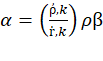 α = (ῤ,k / ṙ,k) ρβ